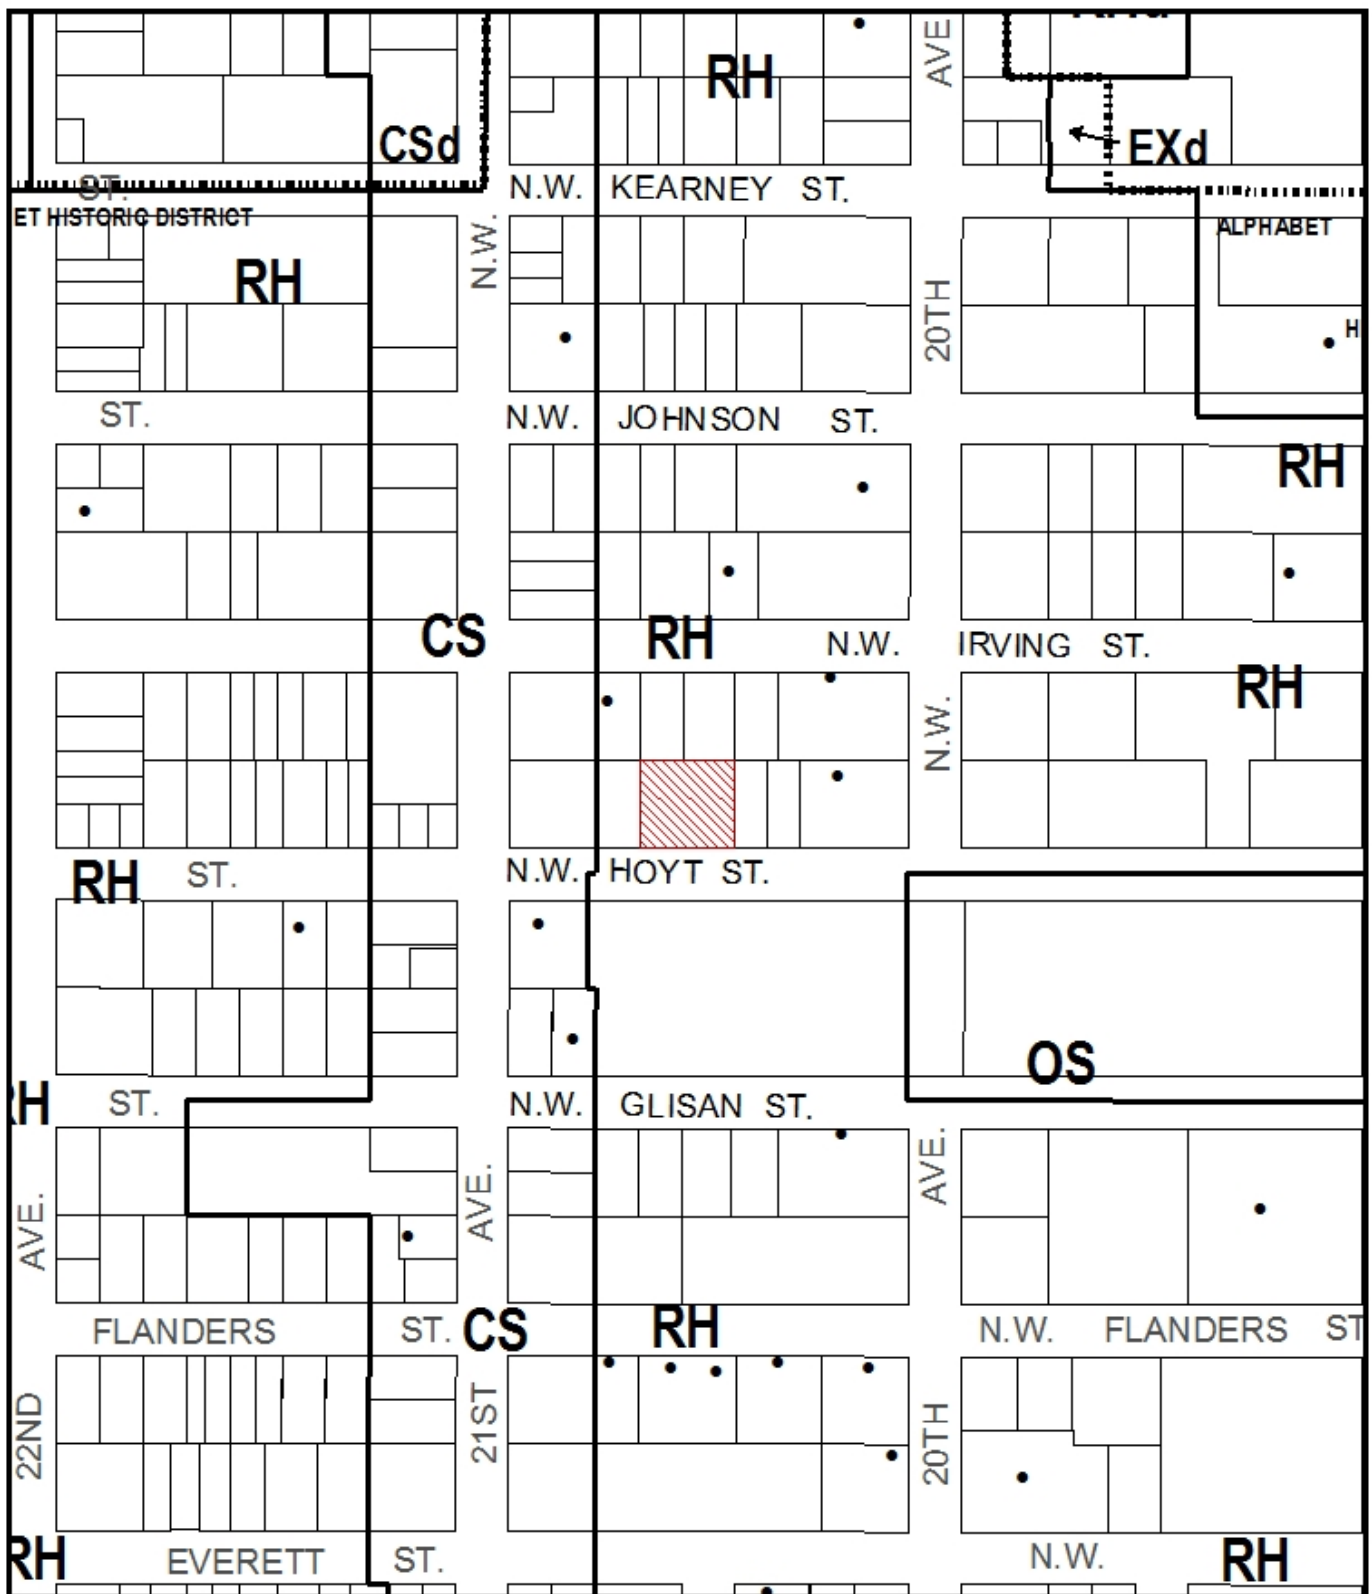 RH
AVE
CSd
EXd
ST.
N.W. KEARNEY ST.
ET HISTORIC DISTRICT
ALPHABET
N.W.
RH
20TH
H
ST.
N.W. JOHNSON ST.
RH
CS
RH
N.W. IRVING ST.
RH
N.W.
RH
ST.
N.W. HOYT ST.
OS
RH
ST.
N.W. GLISAN ST.
AVE.
AVE.
AVE.
FLANDERS ST.
CS
RH
N.W. FLANDERS ST
22ND
21ST
20TH
RH
EVERETT ST.
N.W.
RH